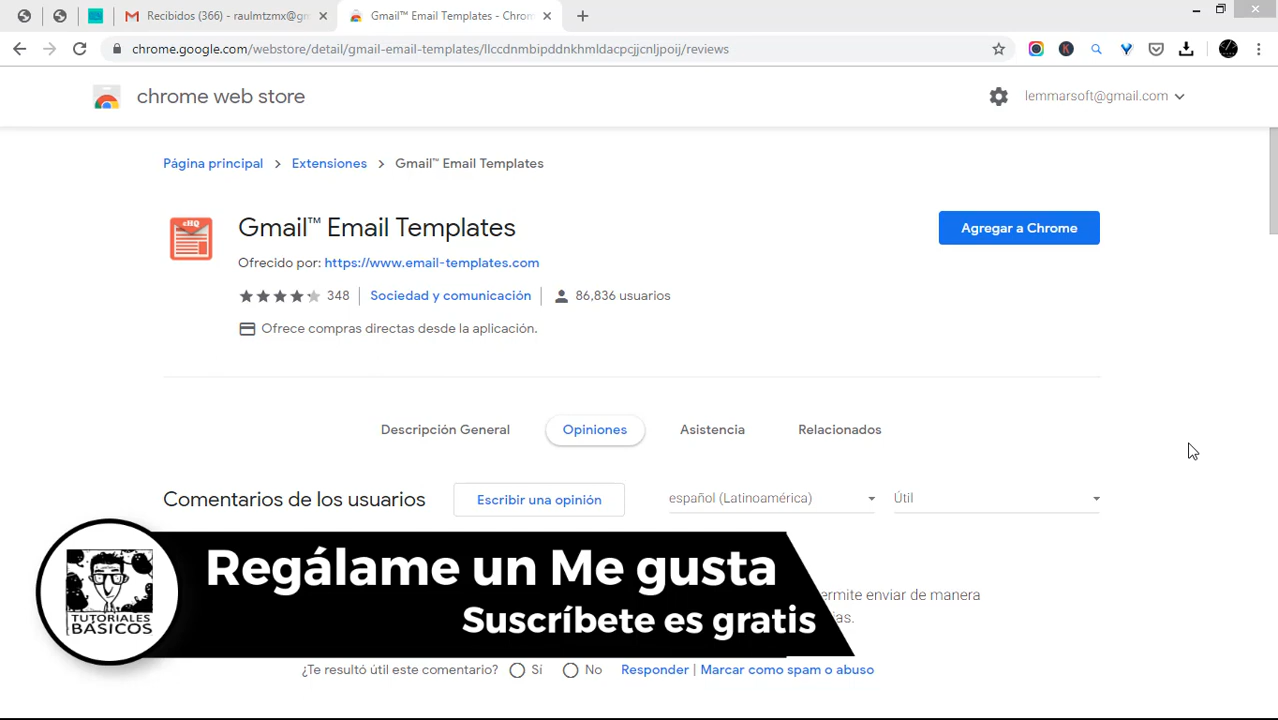 Recibidos (366) - raulmtzmx@gm
Gmail™ Email Templates - Chrom
chrome.google.com/webstore/detail/gmail-email-templates/llccdnmbipddnkhmldacpcjjcnljpoij/reviews
chrome web store
lemmarsoft@gmail.com
Página principal > Extensiones > Gmail™ Email Templates
cHQ
Gmail™ Email Templates
Agregar a Chrome
Ofrecido por: https://www.email-templates.com
348 | Sociedad y comunicación | 86,836 usuarios
Ofrece compras directas desde la aplicación.
Descripción General
Opiniones
Asistencia
Relacionados
Comentarios de los usuarios
Escribir una opinión
español (Latinoamérica)
Útil
Regálame un Me gusta
Suscríbete es gratis
TUTORIALES
BÁSICOS
ermite enviar de manera
ias.
¿Te resultó útil este comentario? Sí No Responder | Marcar como spam o abuso